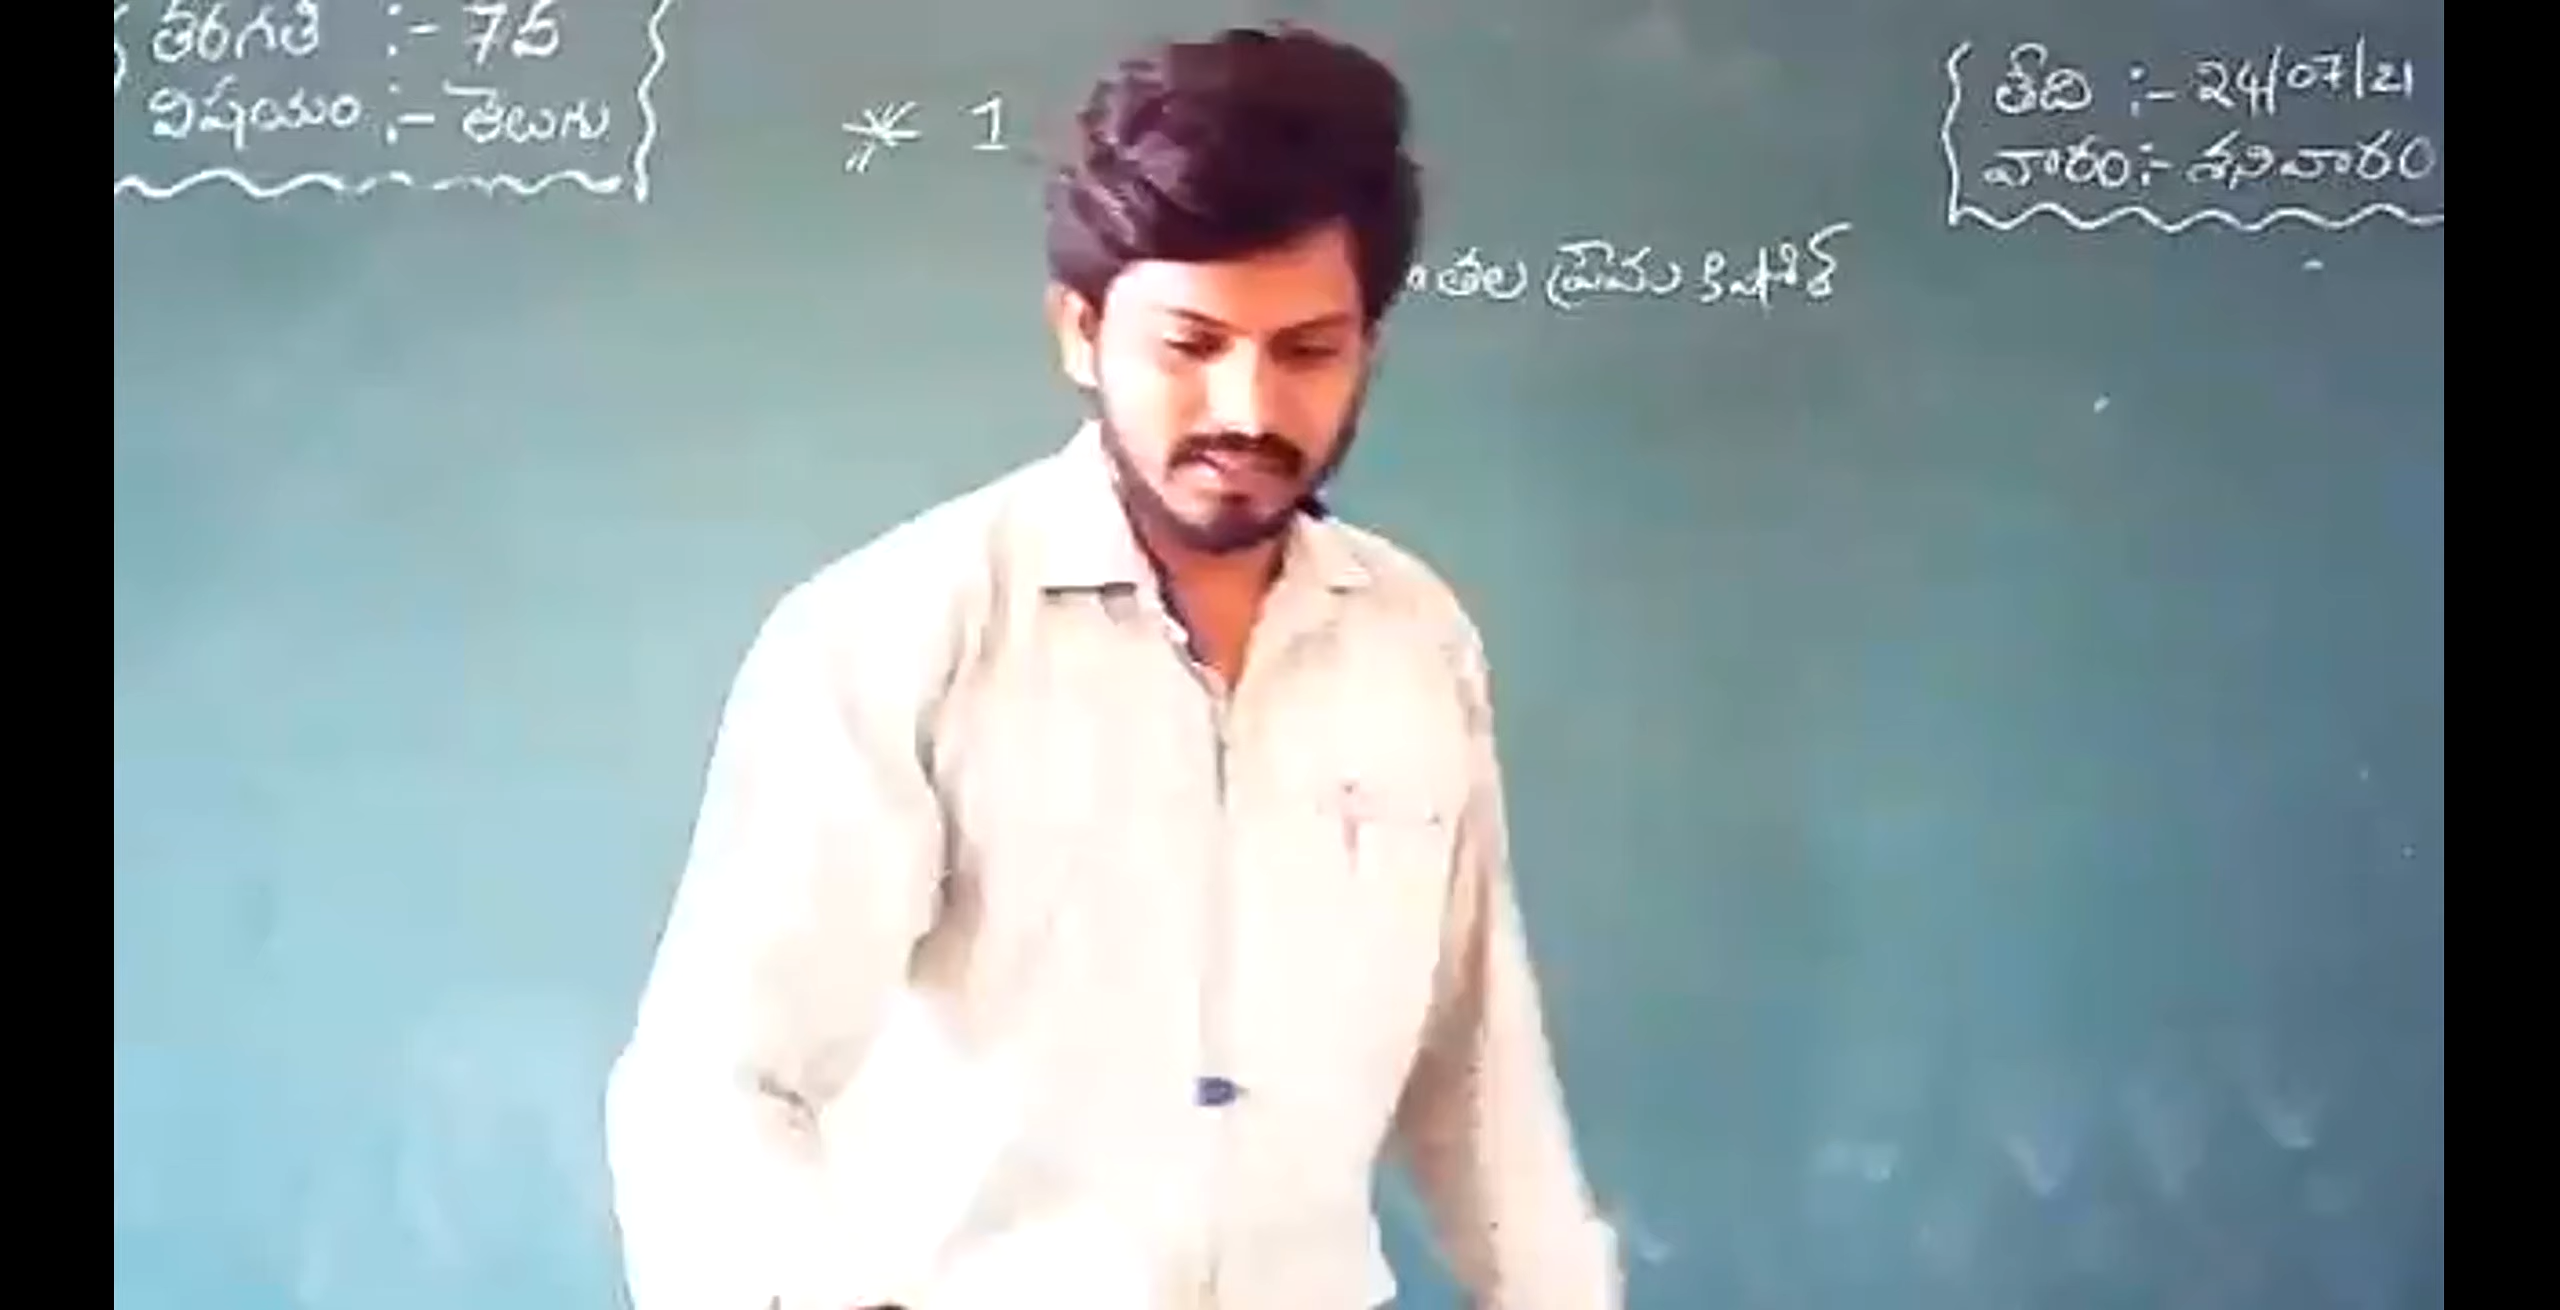 తరగతి :- 7వ
విషయం :- తెలుగు
* 1
తేది :- 24/07/21
వారం:- శనివారం
తల ప్రేమ కిషోర్